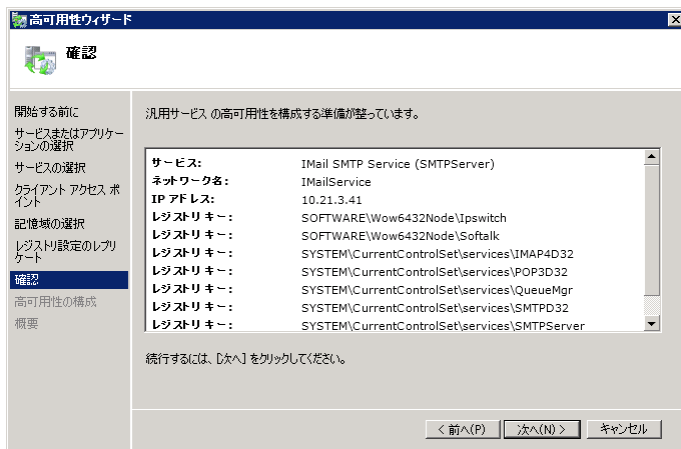 高可用性ウィザード
確認
開始する前に
サービスまたはアプリケー
ションの選択
サービスの選択
クライアント アクセス ポ
イント
記憶域の選択
レジストリ設定のレプリ
ケート
確認
高可用性の構成
概要
汎用サービス の高可用性を構成する準備が整っています。
サービス: IMail SMTP Service (SMTPServer)
ネットワーク名: IMailService
IP アドレス: 10.21.3.41
レジストリ キー: SOFTWARE\Wow6432Node\Ipswitch
レジストリ キー: SOFTWARE\Wow6432Node\Softalk
レジストリ キー: SYSTEM\CurrentControlSet\services\IMAP4D32
レジストリ キー: SYSTEM\CurrentControlSet\services\POP3D32
レジストリ キー: SYSTEM\CurrentControlSet\services\QueueMgr
レジストリ キー: SYSTEM\CurrentControlSet\services\SMTPD32
レジストリ キー: SYSTEM\CurrentControlSet\services\SMTPServer
続行するには、[次へ] をクリックしてください。
< 前へ(P) 次へ(N) > キャンセル